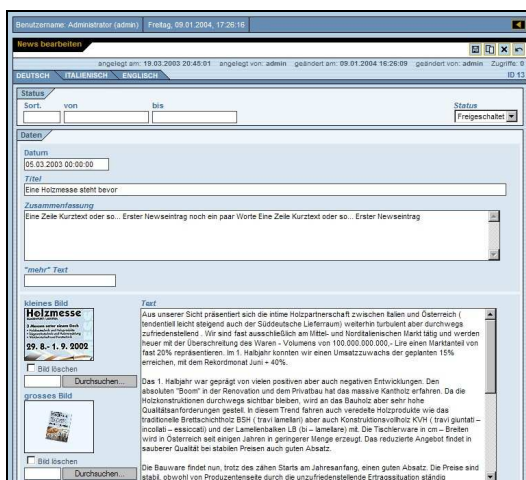 Benutzername: Administrator (admin) Freitag, 09.01.2004, 17:26:16
News bearbeiten
angelegt am: 19.03.2003 20:45:01 angelegt von: admin geändert am: 09.01.2004 16:26:09 geändert von: admin Zugriffe: 0
DEUTSCH ITALIENISCH ENGLISCH ID 13
Status
Sort. von bis Status
Freigeschaltet
Daten
Datum
05.03.2003 00:00:00
Titel
Eine Holzmesse steht bevor
Zusammenfassung
Eine Zeile Kurztext oder so... Erster Newseintrag noch ein paar Worte Eine Zeile Kurztext oder so... Erster Newseintrag
"mehr" Text
kleines Bild
Holzmesse
3 Messen unter einem Dach
29. 8.- 1. 9. 2002
Bild löschen
Durchsuchen...
grosses Bild
Bild löschen
Durchsuchen...
Text
Aus unserer Sicht präsentiert sich die intime Holzpartnerschaft zwischen Italien und Österreich (
tendentiell leicht steigend auch der Süddeutsche Lieferraum) weiterhin turbulent aber durchwegs
zufriedenstellend . Wir sind fast ausschließlich am Mittel- und Norditalienischen Markt tätig und werden
heuer mit der Überschreitung des Waren - Volumens von 100.000.000.000,- Lire einen Marktanteil von
fast 20% repräsentieren. Im 1. Halbjahr konnten wir einen Umsatzzuwachs der geplanten 15%
erreichen, mit dem Rekordmonat Juni + 40%.
Das 1. Halbjahr war geprägt von vielen positiven aber auch negativen Entwicklungen. Den
absoluten "Boom" in der Renovation und dem Privatbau hat das massive Kantholz erfahren. Da die
Holzkonstruktionen durchwegs sichtbar bleiben, wird an das Bauholz aber sehr hohe
Qualitätsanforderungen gestell. In diesem Trend fahren auch veredelte Holzprodukte wie das
traditionelle Brettschichtholz BSH ( travi lamellari) aber auch Konstruktionsvollholz KVH ( travi giuntati –
incollati – essiccati) und der Lamellenbalken LB (bi – lamellare) mit. Die Tischlerware in cm – Breiten
wird in Österreich seit einigen Jahren in geringerer Menge erzeugt. Das reduzierte Angebot findet in
sauberer Qualität bei stabilen Preisen auch guten Absatz.
Die Bauware findet nun, trotz des zähen Starts am Jahresanfang, einen guten Absatz. Die Preise sind
stabil, obwohl von Produzentenseite durch die unzufriedenstellende Ertragssituation ständig